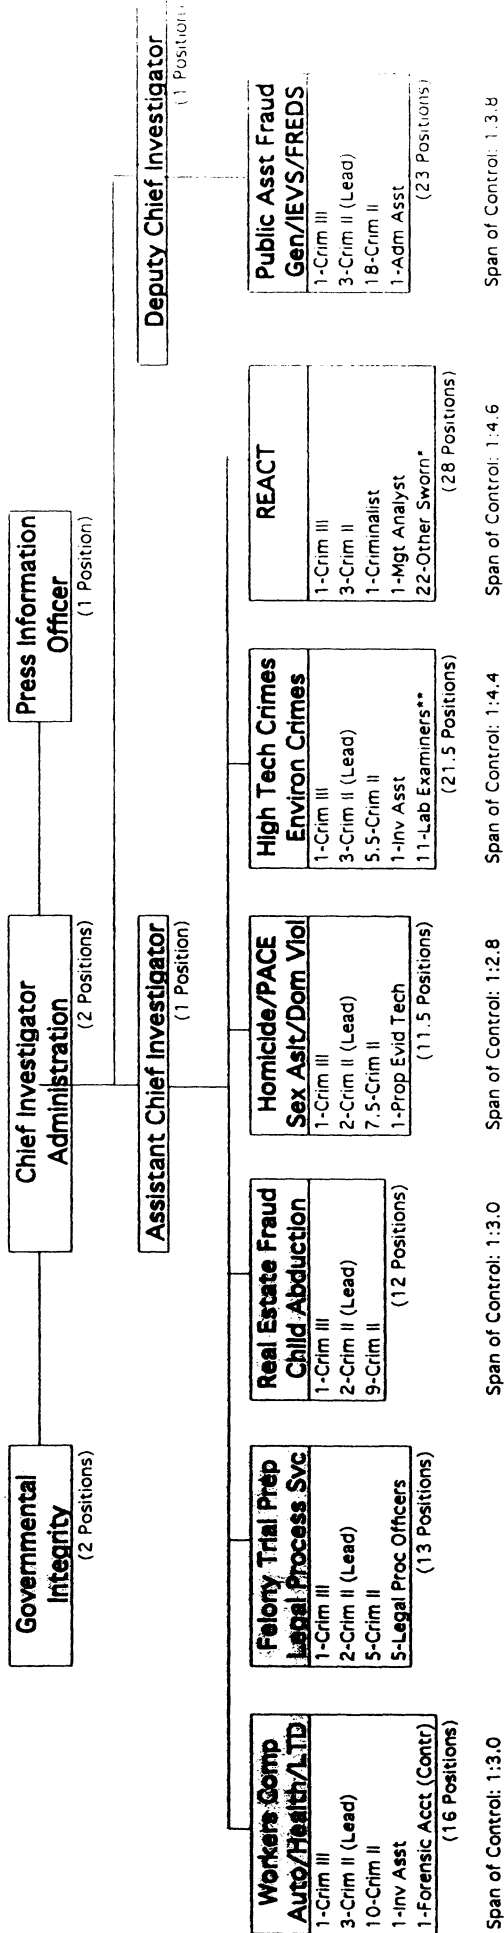 Governmental
Integrity
(2 Positions)
Chief Investigator
Administration
(2 Positions)
Press Information
Officer
(1 Position)
Assistant Chief Investigator
(1 Position)
Deputy Chief Investigator
(1 Position)
Workers Comp
Auto/Health/LTD
1-Crim III
3-Crim II (Lead)
10-Crim II
1-Inv Asst
1-Forensic Acct (Contr)
(16 Positions)
Span of Control: 1:3.0
Felony Trial Prep
Legal Process Svc
1-Crim III
2-Crim II (Lead)
5-Crim II
5-Legal Proc Officers
(13 Positions)
Real Estate Fraud
Child Abduction
1-Crim III
2-Crim II (Lead)
9-Crim II
(12 Positions)
Span of Control: 1:3.0
Homicide/PACE
Sex Aslt/Dom Viol
1-Crim III
2-Crim II (Lead)
7.5-Crim II
1-Prop Evid Tech
(11.5 Positions)
Span of Control: 1:2.8
High Tech Crimes
Environ Crimes
1-Crim III
3-Crim II (Lead)
5.5-Crim II
1-Inv Asst
11-Lab Examiners**
(21.5 Positions)
Span of Control: 1:4.4
REACT
1-Crim III
3-Crim II
1-Criminalist
1-Mgt Analyst
22-Other Sworn*
(28 Positions)
Span of Control: 1:4.6
Public Asst Fraud
Gen/IEVS/FREDS
1-Crim III
3-Crim II (Lead)
18-Crim II
1-Adm Asst
(23 Positions)
Span of Control: 1.3.8